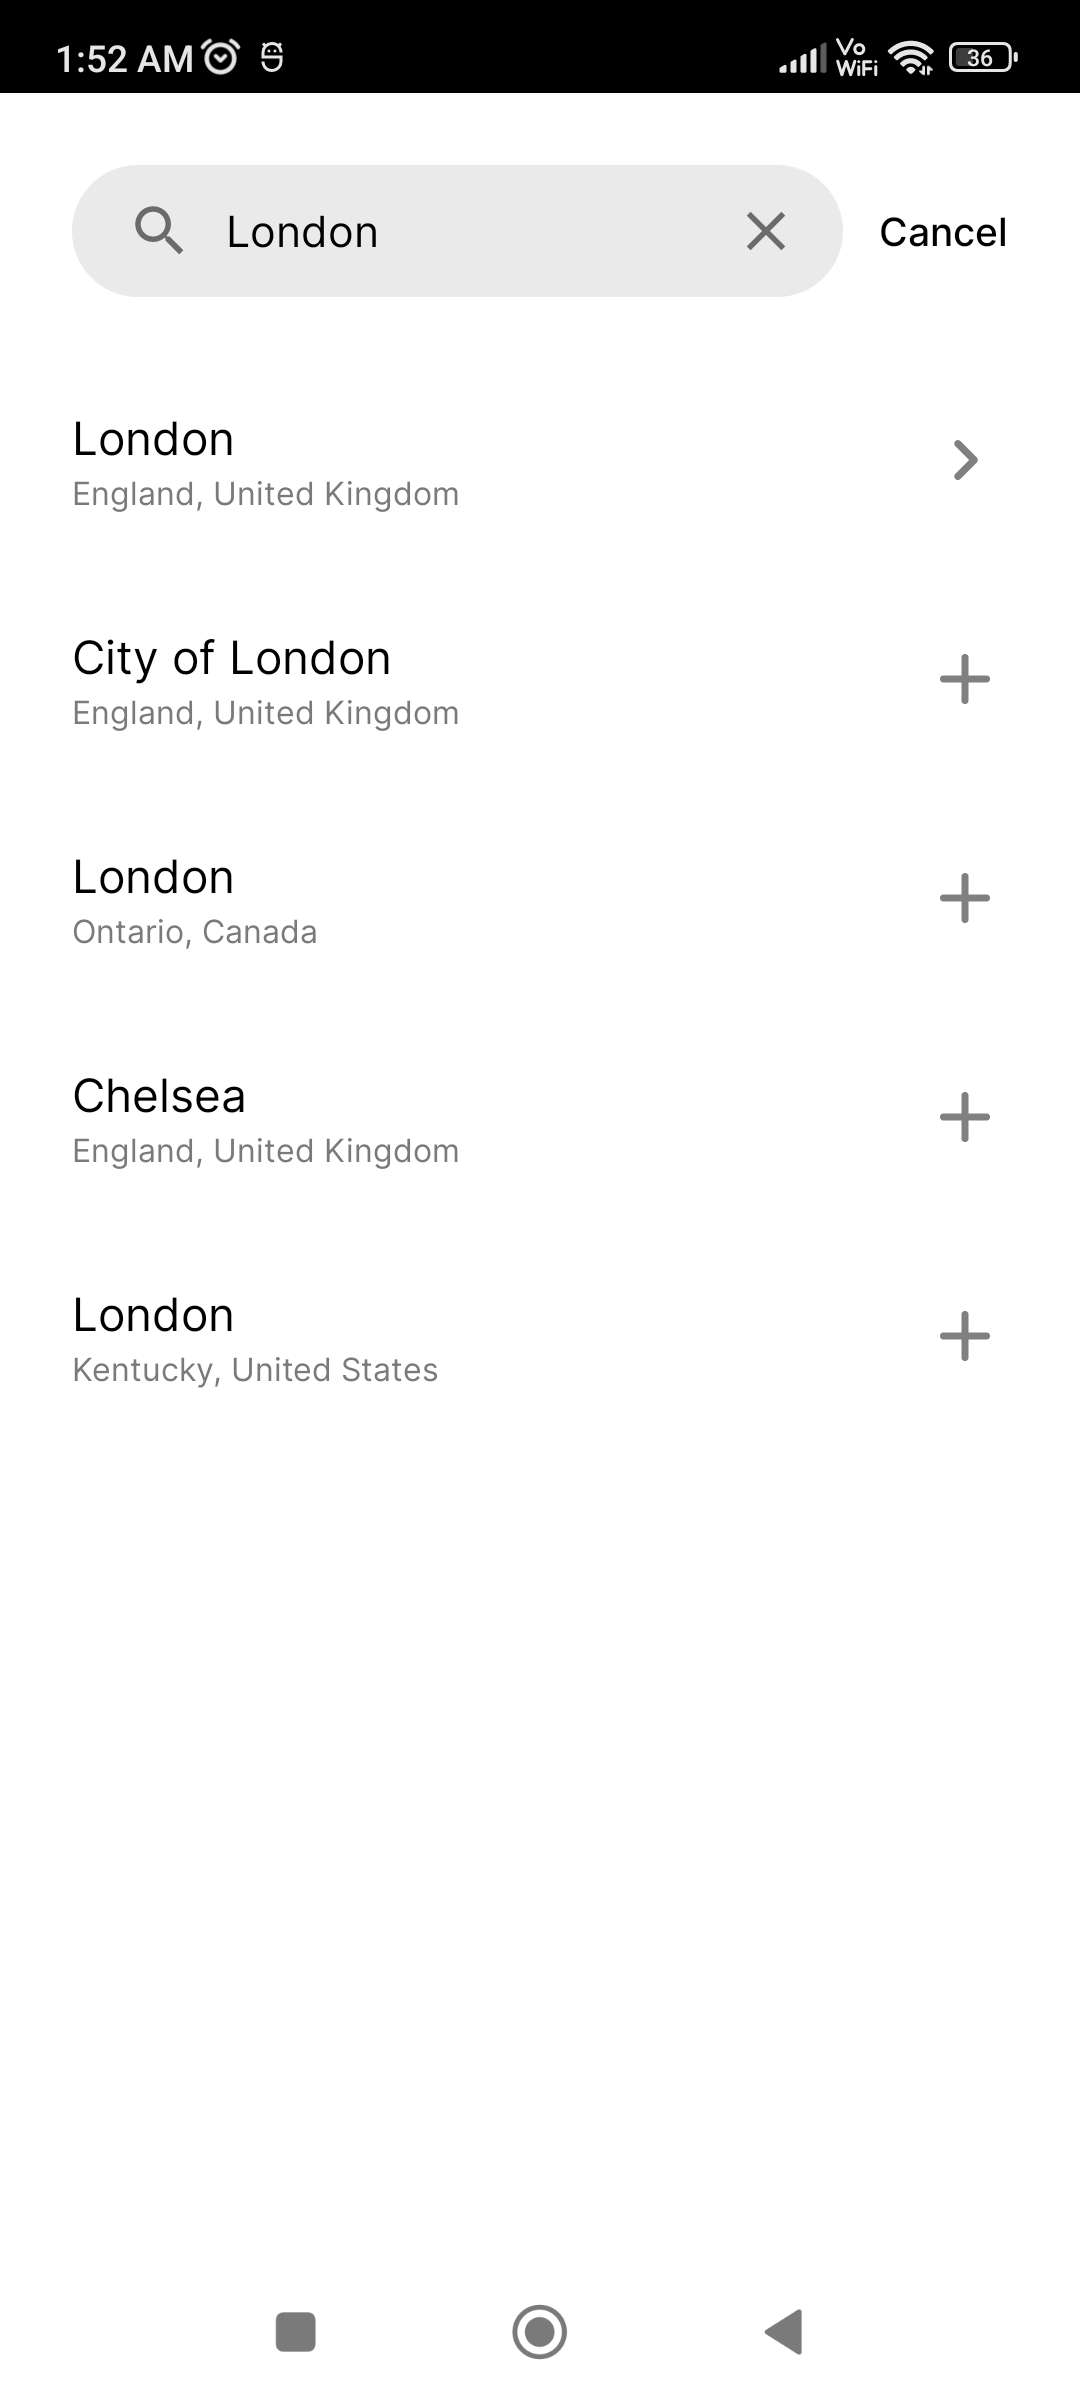 1:52 AM
Vo
WiFi
36
London
Cancel
London
England, United Kingdom
City of London
England, United Kingdom
London
Ontario, Canada
Chelsea
England, United Kingdom
London
Kentucky, United States